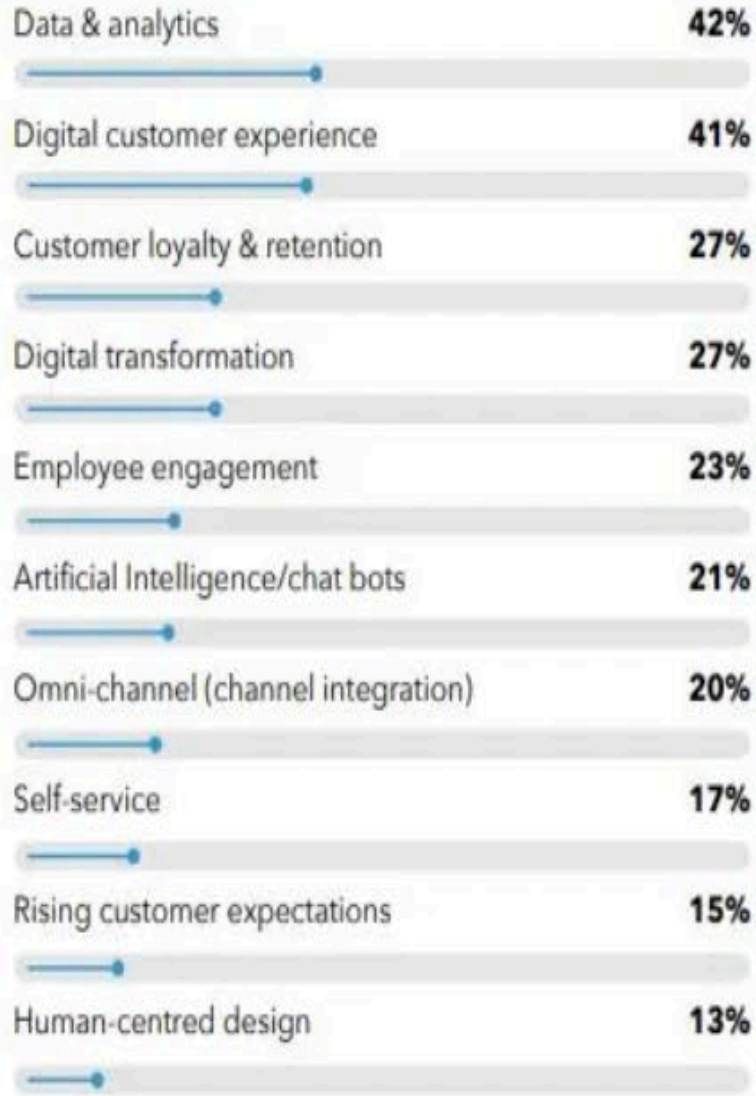 Data & analytics 42%
Digital customer experience 41%
Customer loyalty & retention 27%
Digital transformation 27%
Employee engagement 23%
Artificial Intelligence/chat bots 21%
Omni-channel (channel integration) 20%
Self-service 17%
Rising customer expectations 15%
Human-centred design 13%